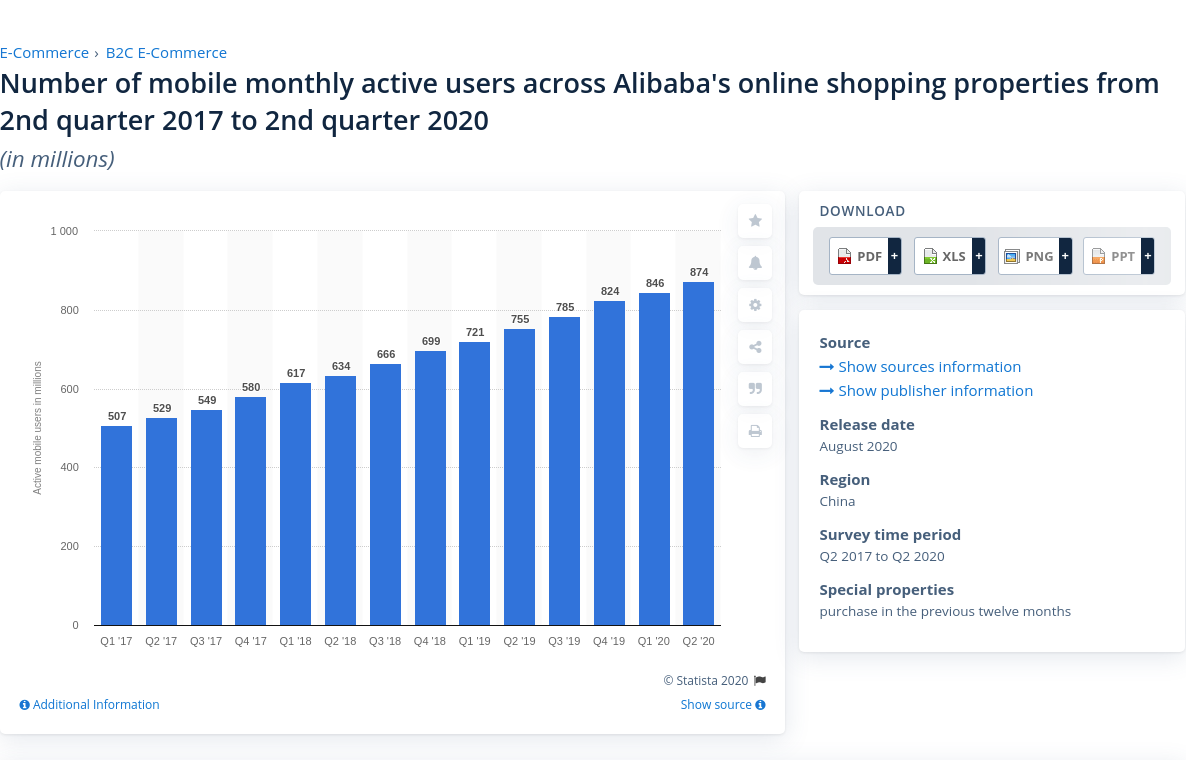 E-Commerce › B2C E-Commerce
Number of mobile monthly active users across Alibaba's online shopping properties from
2nd quarter 2017 to 2nd quarter 2020
(in millions)
DOWNLOAD
PDF +
XLS +
PNG +
PPT +
Source
Show sources information
Show publisher information
Release date
August 2020
Region
China
Survey time period
Q2 2017 to Q2 2020
Special properties
purchase in the previous twelve months
Active mobile users in millions
1 000
800
600
400
200
0
507 529 549 580 617 634 666 699 721 755 785 824 846 874
Q1 '17 Q2 '17 Q3 '17 Q4 '17 Q1 '18 Q2 '18 Q3 '18 Q4 '18 Q1 '19 Q2 '19 Q3 '19 Q4 '19 Q1 '20 Q2 '20
© Statista 2020
Additional Information
Show source